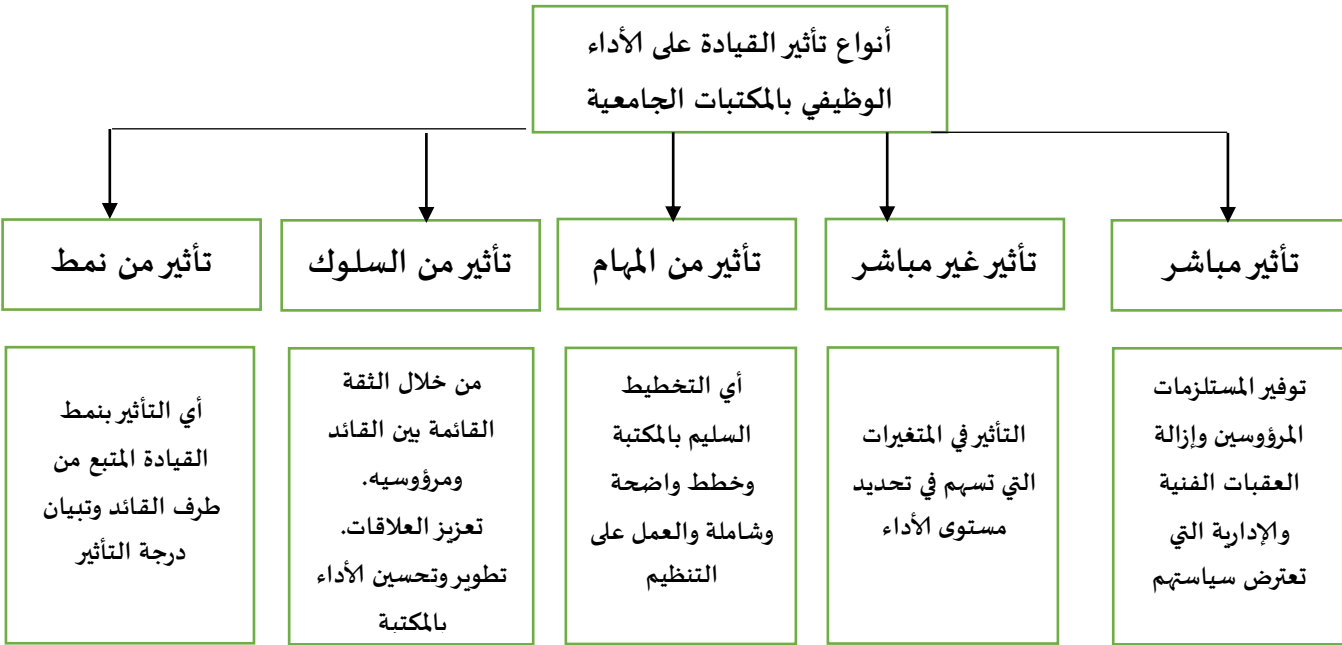 أنواع تأثير القيادة على الأداء
الوظيفي بالمكتبات الجامعية
تأثير مباشر
تأثير غير مباشر
تأثير من المهام
تأثير من السلوك
تأثير من نمط
توفير المستلزمات
المرؤوسين وإزالة
العقبات الفنية
والإدارية التي
تعترض سياستهم
التأثير في المتغيرات
التي تسهم في تحديد
مستوى الأداء
أي التخطيط
السليم بالمكتبة
وخطط واضحة
وشاملة والعمل على
التنظيم
من خلال الثقة
القائمة بين القائد
ومرؤوسيه.
تعزيز العلاقات.
تطوير وتحسين الأداء
بالمكتبة
أي التأثير بنمط
القيادة المتبع من
طرف القائد وتبيان
درجة التأثير